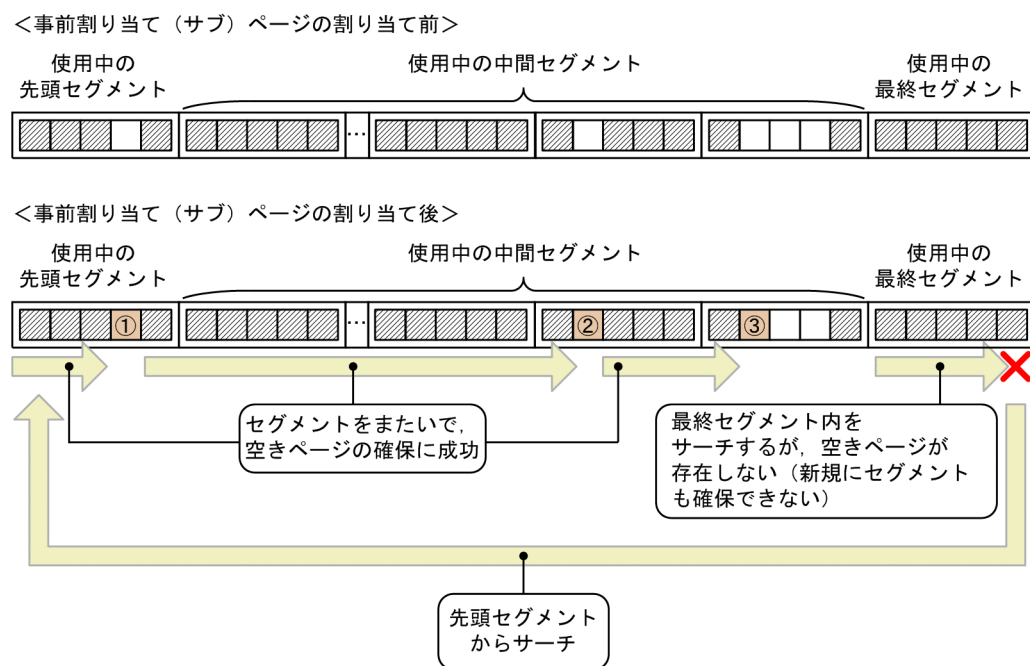 <事前割り当て(サブ)ページの割り当て前>
使用中の
先頭セグメント
使用中の中間セグメント
使用中の
最終セグメント
…
<事前割り当て(サブ)ページの割り当て後>
使用中の
先頭セグメント
使用中の中間セグメント
使用中の
最終セグメント
① … ② ③
セグメントをまたいで,
空きページの確保に成功
最終セグメント内を
サーチするが,空きページが
存在しない(新規にセグメント
も確保できない)
先頭セグメント
からサーチ